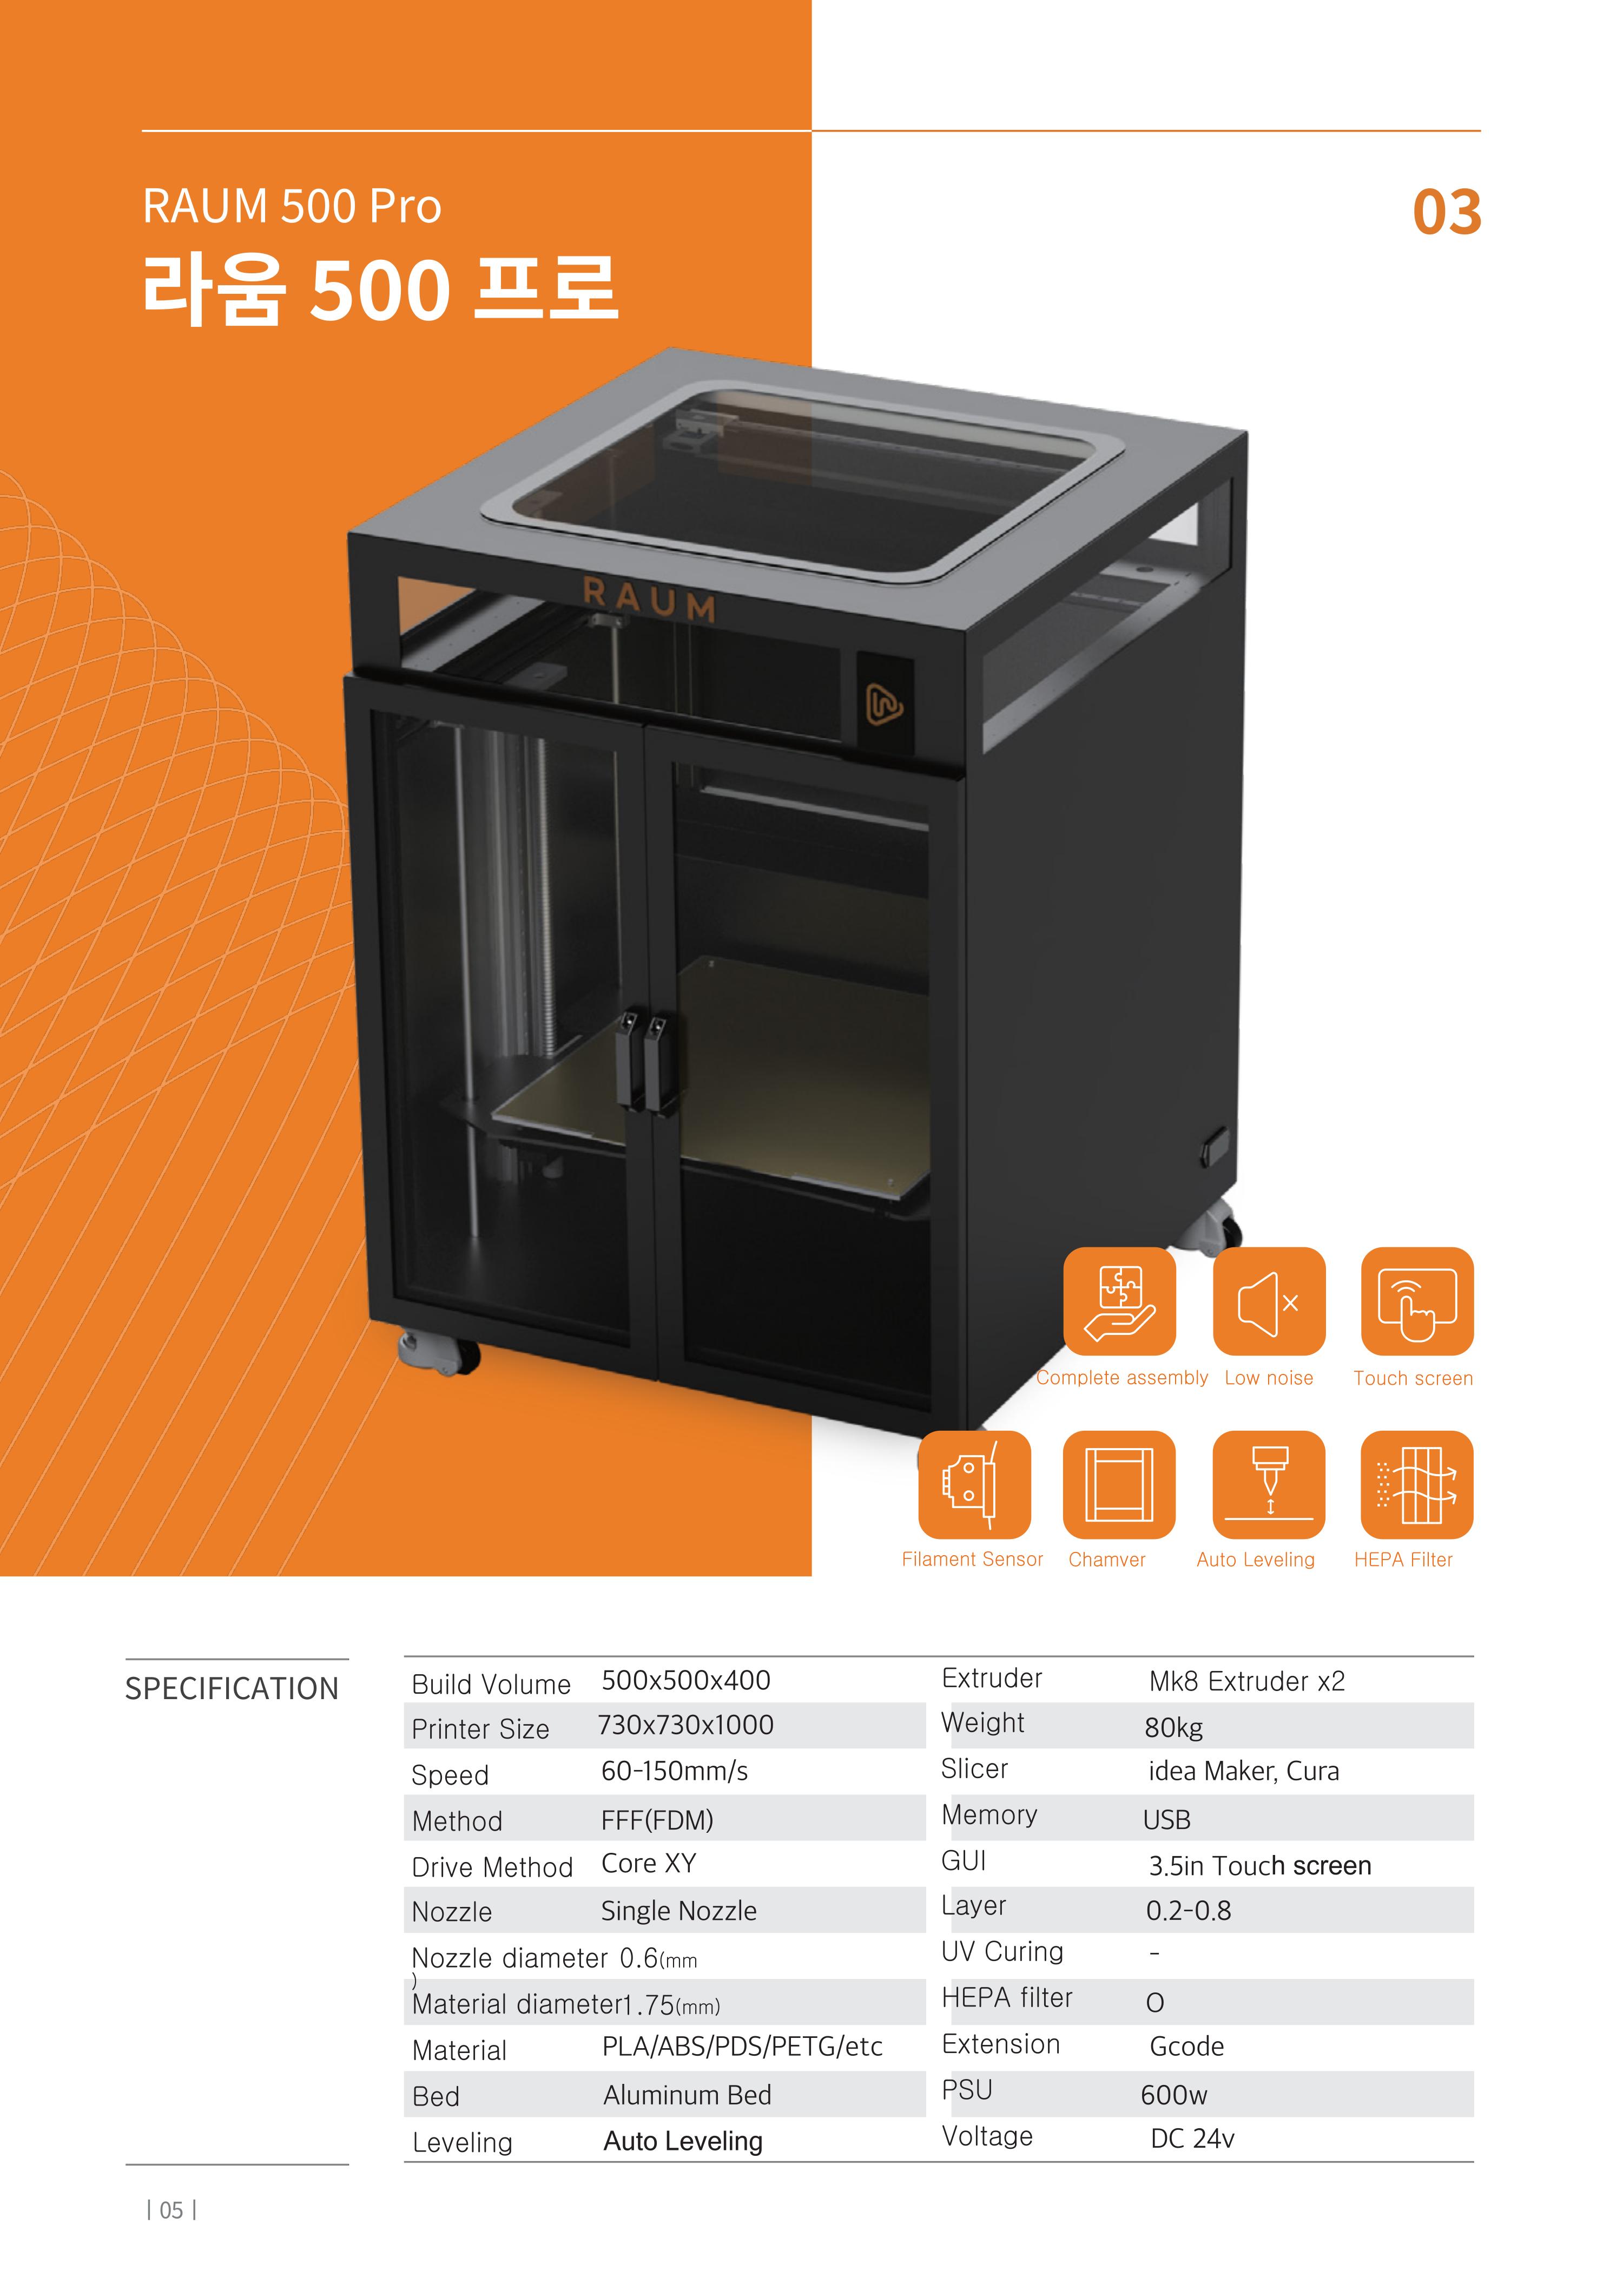 RAUM 500 Pro
03
라움 500 프로
RAUM
Complete assembly Low noise Touch screen
Filament Sensor Chamver Auto Leveling HEPA Filter
SPECIFICATION
Build Volume 500x500x400 Extruder Mk8 Extruder x2
Printer Size 730x730x1000 Weight 80kg
Speed 60-150mm/s Slicer idea Maker, Cura
Method FFF(FDM) Memory USB
Drive Method Core XY GUI 3.5in Touch screen
Nozzle Single Nozzle Layer 0.2-0.8
Nozzle diameter 0.6(mm UV Curing -
)
Material diameter1.75(mm) HEPA filter O
Material PLA/ABS/PDS/PETG/etc Extension Gcode
Bed Aluminum Bed PSU 600w
Leveling Auto Leveling Voltage DC 24v
| 05 |